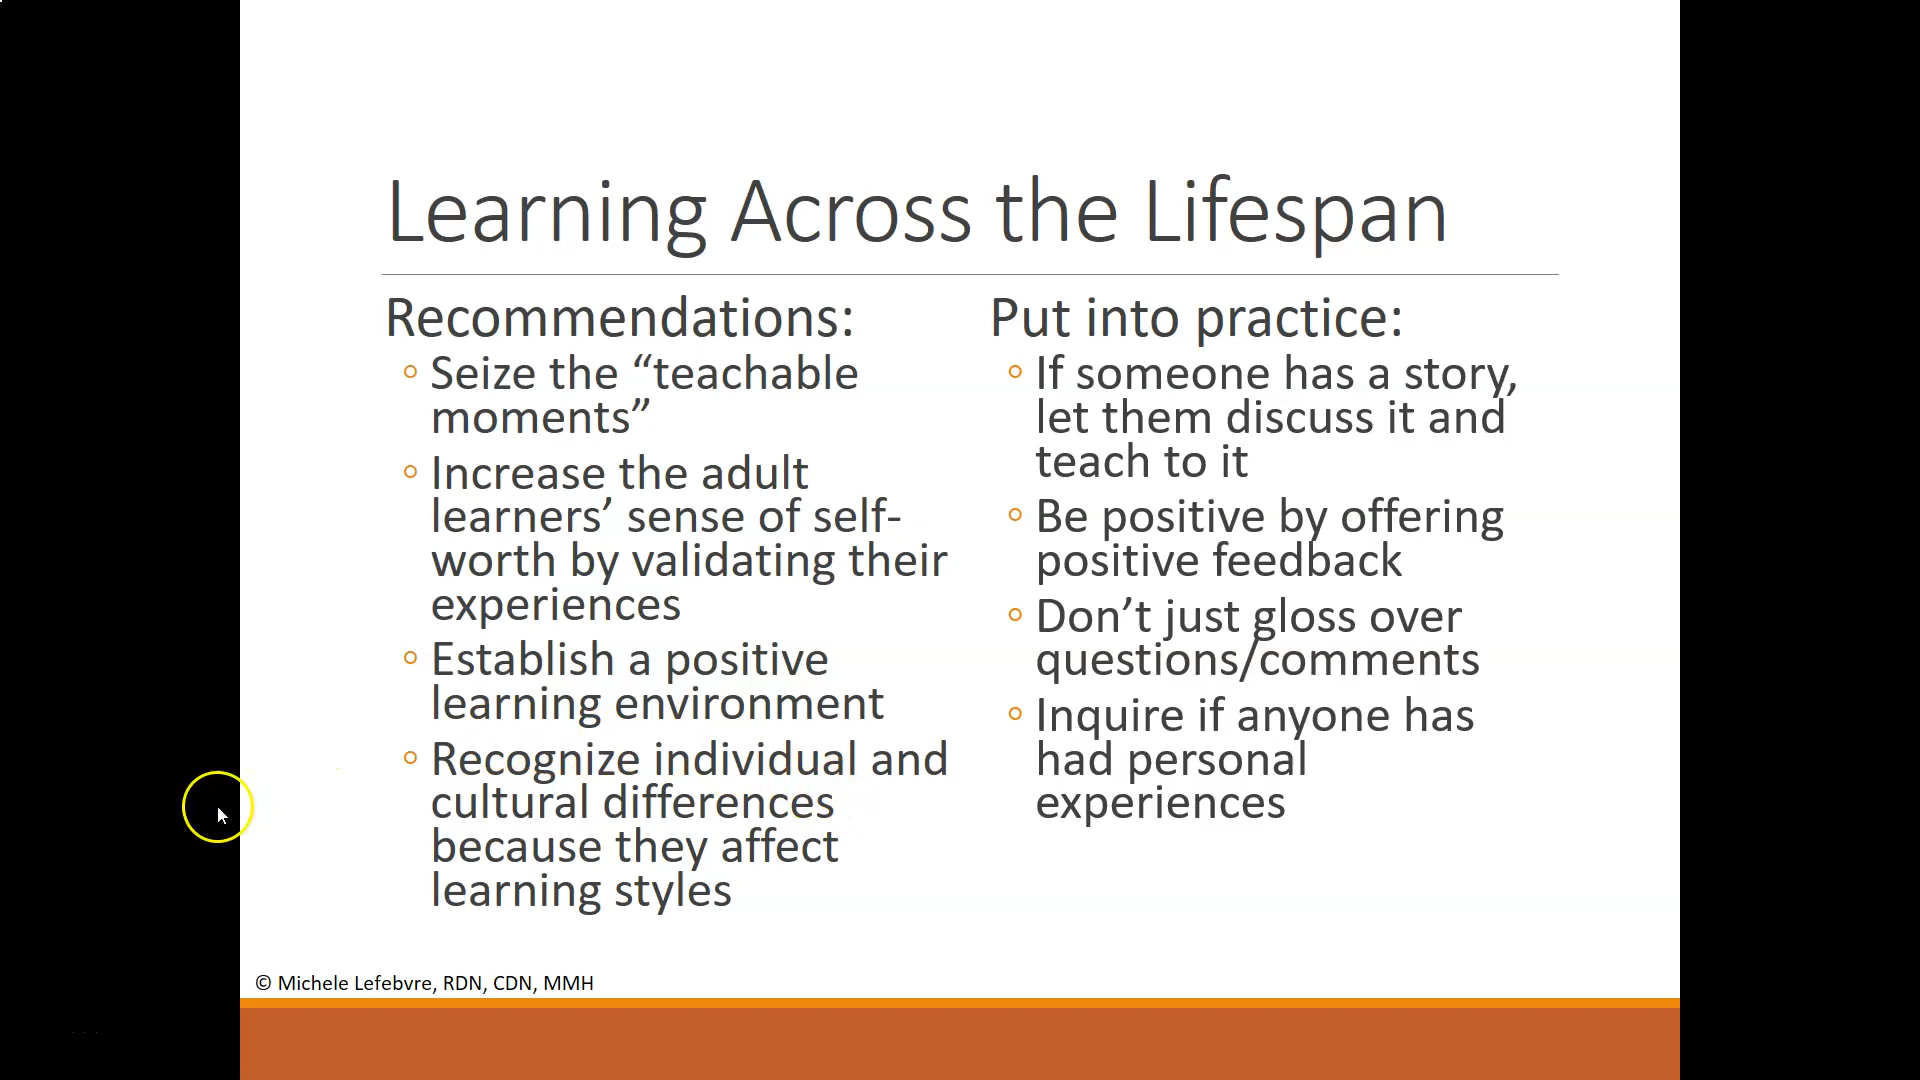 Learning Across the Lifespan
Recommendations:
Seize the “teachable
moments”
Increase the adult
learners’ sense of self-
worth by validating their
experiences
Establish a positive
learning environment
Recognize individual and
cultural differences
because they affect
learning styles
Put into practice:
If someone has a story,
let them discuss it and
teach to it
Be positive by offering
positive feedback
Don’t just gloss over
questions/comments
Inquire if anyone has
had personal
experiences
© Michele Lefebvre, RDN, CDN, MMH